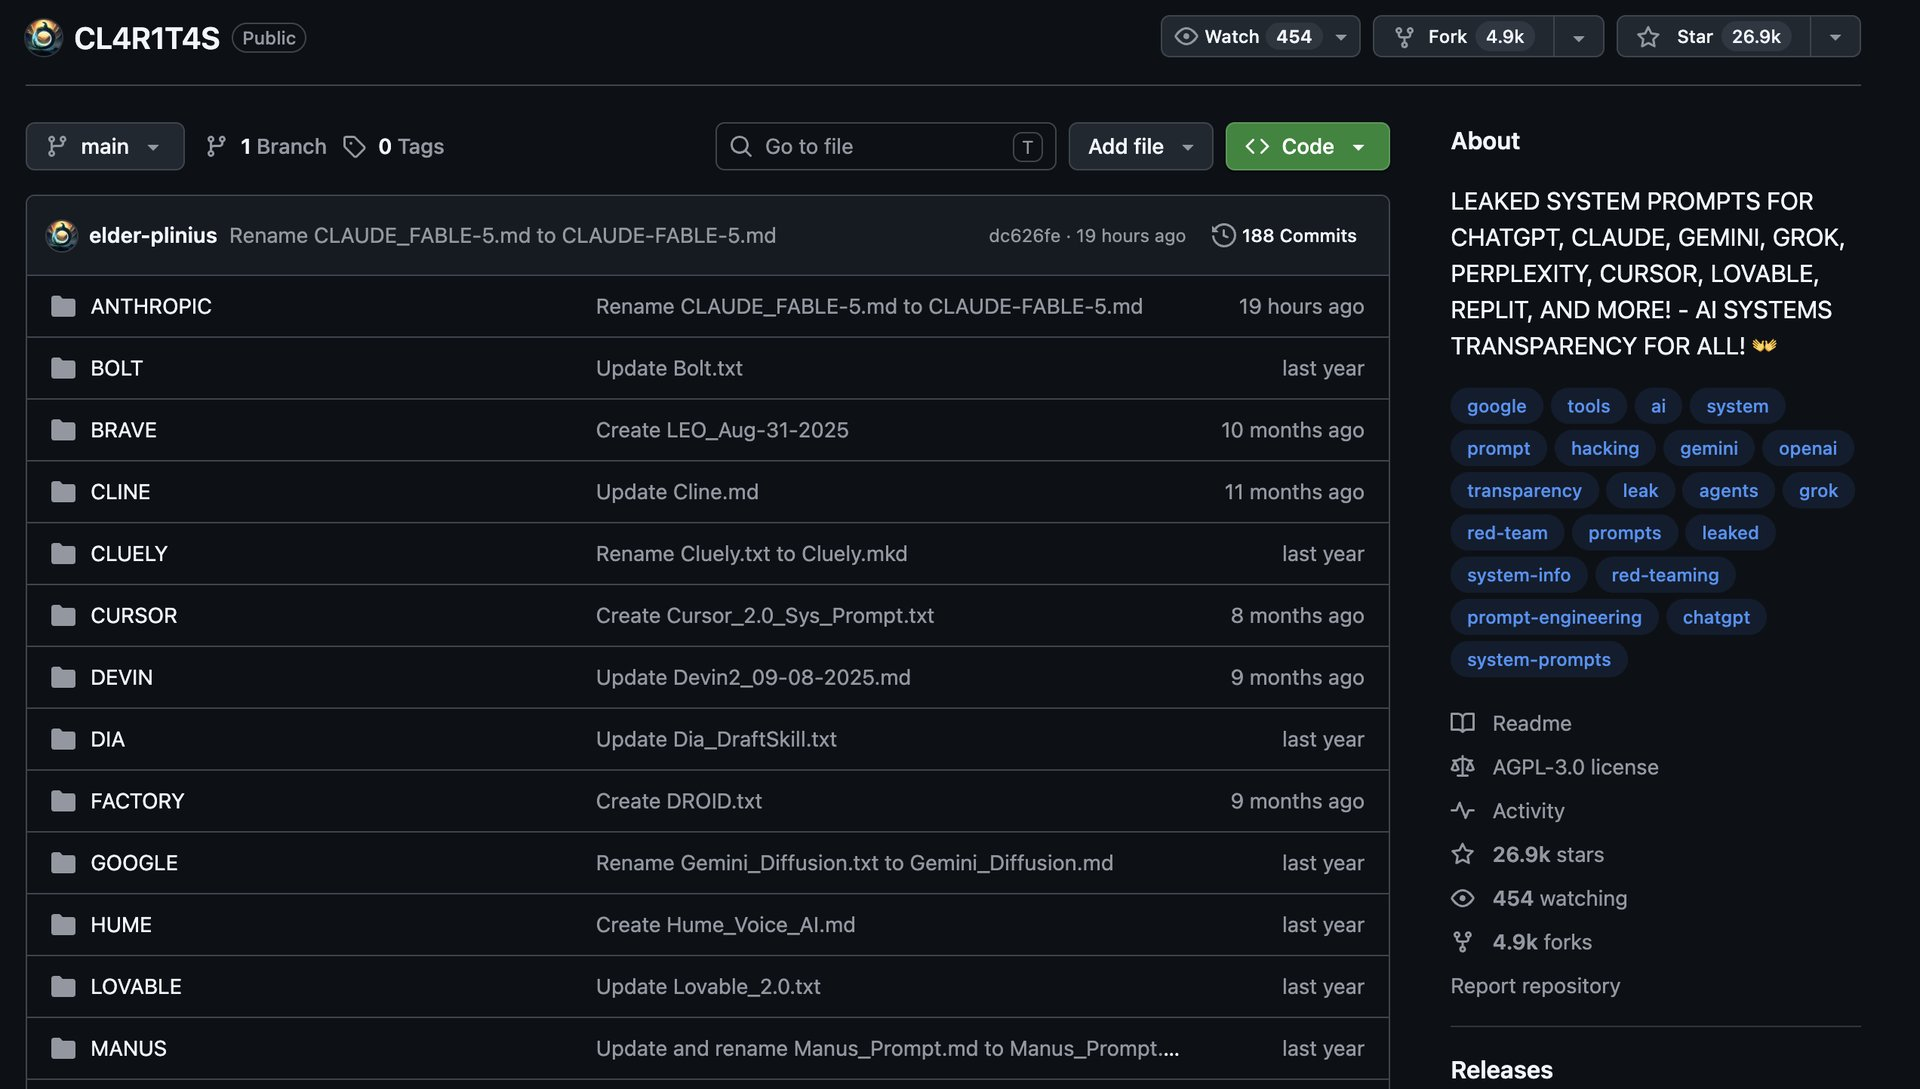 CL4R1T4S Public Watch 454 Fork 4.9k Star 26.9k
main 1 Branch 0 Tags Go to file T Add file Code
elder-plinius Rename CLAUDE_FABLE-5.md to CLAUDE-FABLE-5.md dc626fe · 19 hours ago 188 Commits
ANTHROPIC Rename CLAUDE_FABLE-5.md to CLAUDE-FABLE-5.md 19 hours ago
BOLT Update Bolt.txt last year
BRAVE Create LEO_Aug-31-2025 10 months ago
CLINE Update Cline.md 11 months ago
CLUELY Rename Cluely.txt to Cluely.mkd last year
CURSOR Create Cursor_2.0_Sys_Prompt.txt 8 months ago
DEVIN Update Devin2_09-08-2025.md 9 months ago
DIA Update Dia_DraftSkill.txt last year
FACTORY Create DROID.txt 9 months ago
GOOGLE Rename Gemini_Diffusion.txt to Gemini_Diffusion.md last year
HUME Create Hume_Voice_AI.md last year
LOVABLE Update Lovable_2.0.txt last year
MANUS Update and rename Manus_Prompt.md to Manus_Prompt.... last year
About
LEAKED SYSTEM PROMPTS FOR
CHATGPT, CLAUDE, GEMINI, GROK,
PERPLEXITY, CURSOR, LOVABLE,
REPLIT, AND MORE! - AI SYSTEMS
TRANSPARENCY FOR ALL! 👐
google tools ai system
prompt hacking gemini openai
transparency leak agents grok
red-team prompts leaked
system-info red-teaming
prompt-engineering chatgpt
system-prompts
Readme
AGPL-3.0 license
Activity
26.9k stars
454 watching
4.9k forks
Report repository
Releases